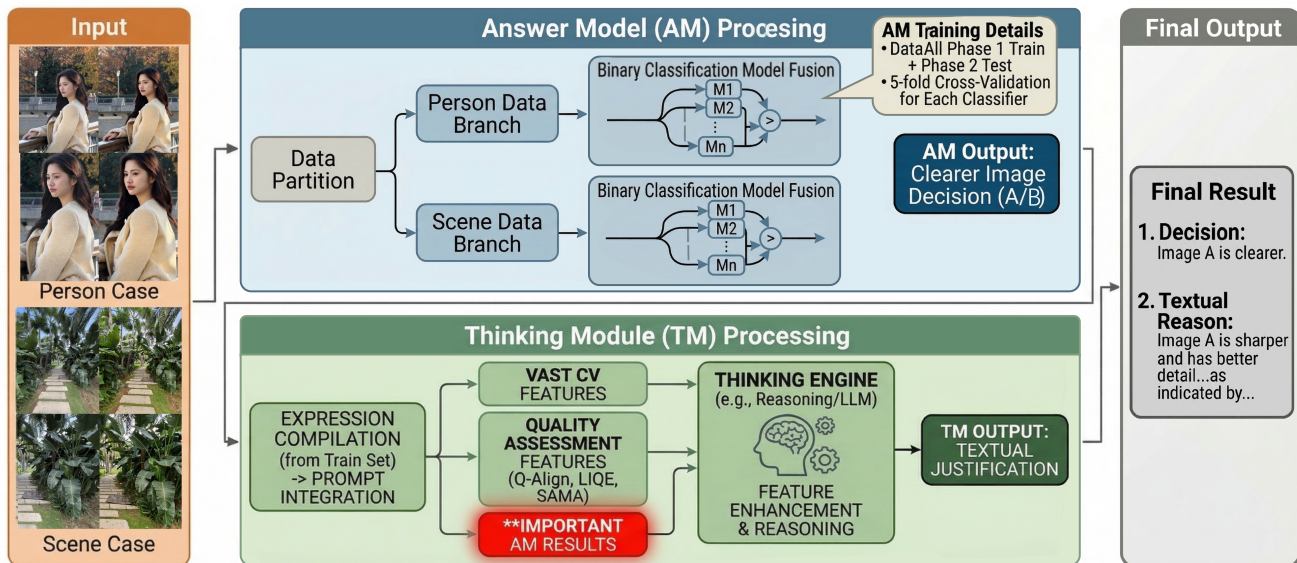 Input
Person Case
Scene Case
Answer Model (AM) Procesing
Data
Partition
Person Data
Branch
Scene Data
Branch
Binary Classification Model Fusion
M1
M2
⋮
Mn
>
Binary Classification Model Fusion
M1
M2
⋮
Mn
>
AM Training Details
• DataAll Phase 1 Train
+ Phase 2 Test
• 5-fold Cross-Validation
for Each Classifier
AM Output:
Clearer Image
Decision (A/B)
Thinking Module (TM) Processing
EXPRESSION
COMPILATION
(from Train Set)
-> PROMPT
INTEGRATION
VAST CV
FEATURES
QUALITY
ASSESSMENT
FEATURES
(Q-Align, LIQE,
SAMA)
**IMPORTANT
AM RESULTS
THINKING ENGINE
(e.g., Reasoning/LLM)
FEATURE
ENHANCEMENT
& REASONING
TM OUTPUT:
TEXTUAL
JUSTIFICATION
Final Output
Final Result
1. Decision:
Image A is clearer.
2. Textual
Reason:
Image A is sharper
and has better
detail...as
indicated by...